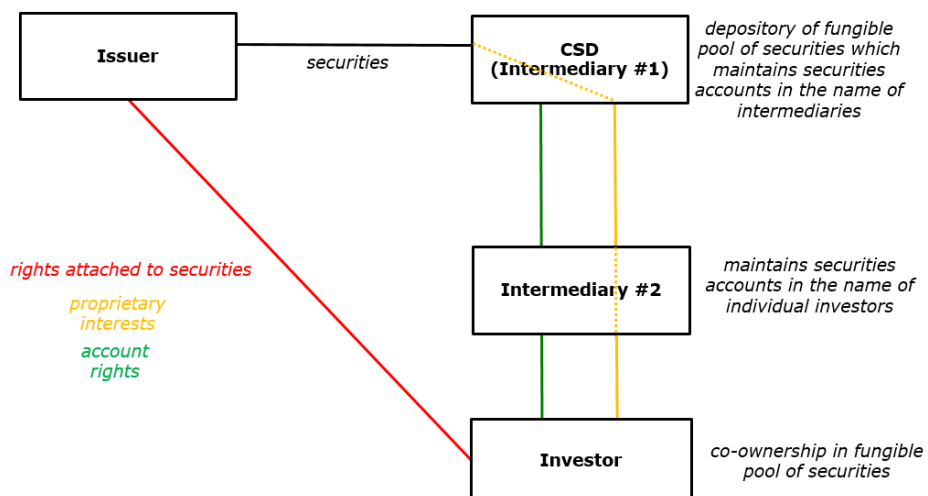 Issuer
securities
CSD
(Intermediary #1)
depository of fungible
pool of securities which
maintains securities
accounts in the name of
intermediaries
rights attached to securities
proprietary
interests
account
rights
Intermediary #2
maintains securities
accounts in the name of
individual investors
Investor
co-ownership in fungible
pool of securities